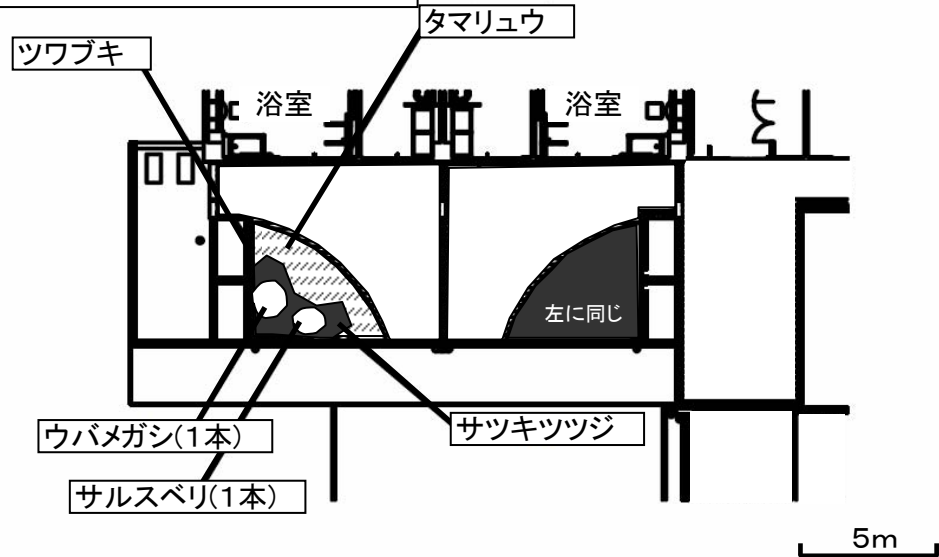 タマリュウ
ツワブキ
浴室
浴室
左に同じ
ウバメガシ(1本)
サツキツツジ
サルスベリ(1本)
5m